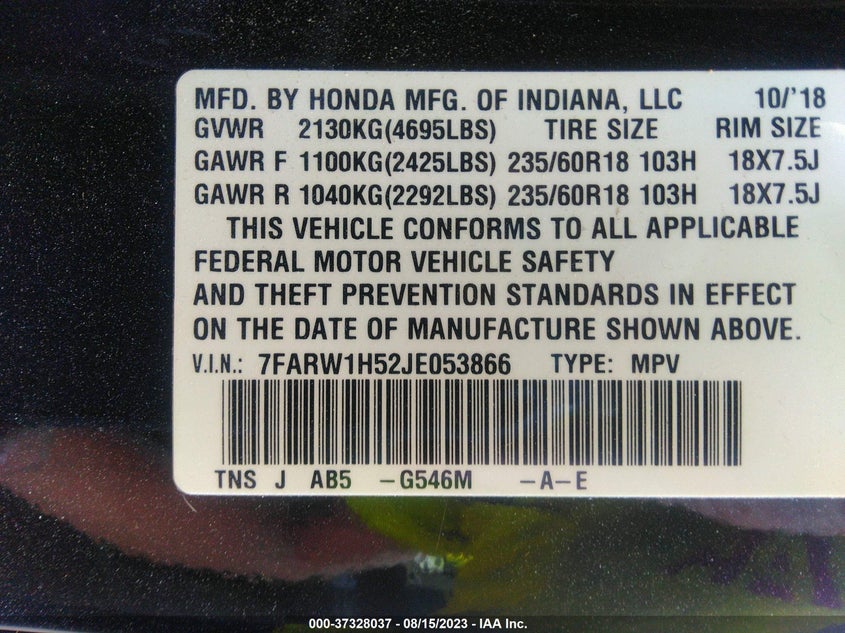 MFD. BY HONDA MFG. OF INDIANA, LLC 10/'18
GVWR 2130KG(4695LBS) TIRE SIZE RIM SIZE
GAWR F 1100KG(2425LBS) 235/60R18 103H 18X7.5J
GAWR R 1040KG(2292LBS) 235/60R18 103H 18X7.5J
THIS VEHICLE CONFORMS TO ALL APPLICABLE
FEDERAL MOTOR VEHICLE SAFETY
AND THEFT PREVENTION STANDARDS IN EFFECT
ON THE DATE OF MANUFACTURE SHOWN ABOVE.
V.I.N.: 7FARW1H52JE053866 TYPE: MPV
TNS J AB5 -G546M -A-E
000-37328037 - 08/15/2023 - IAA Inc.